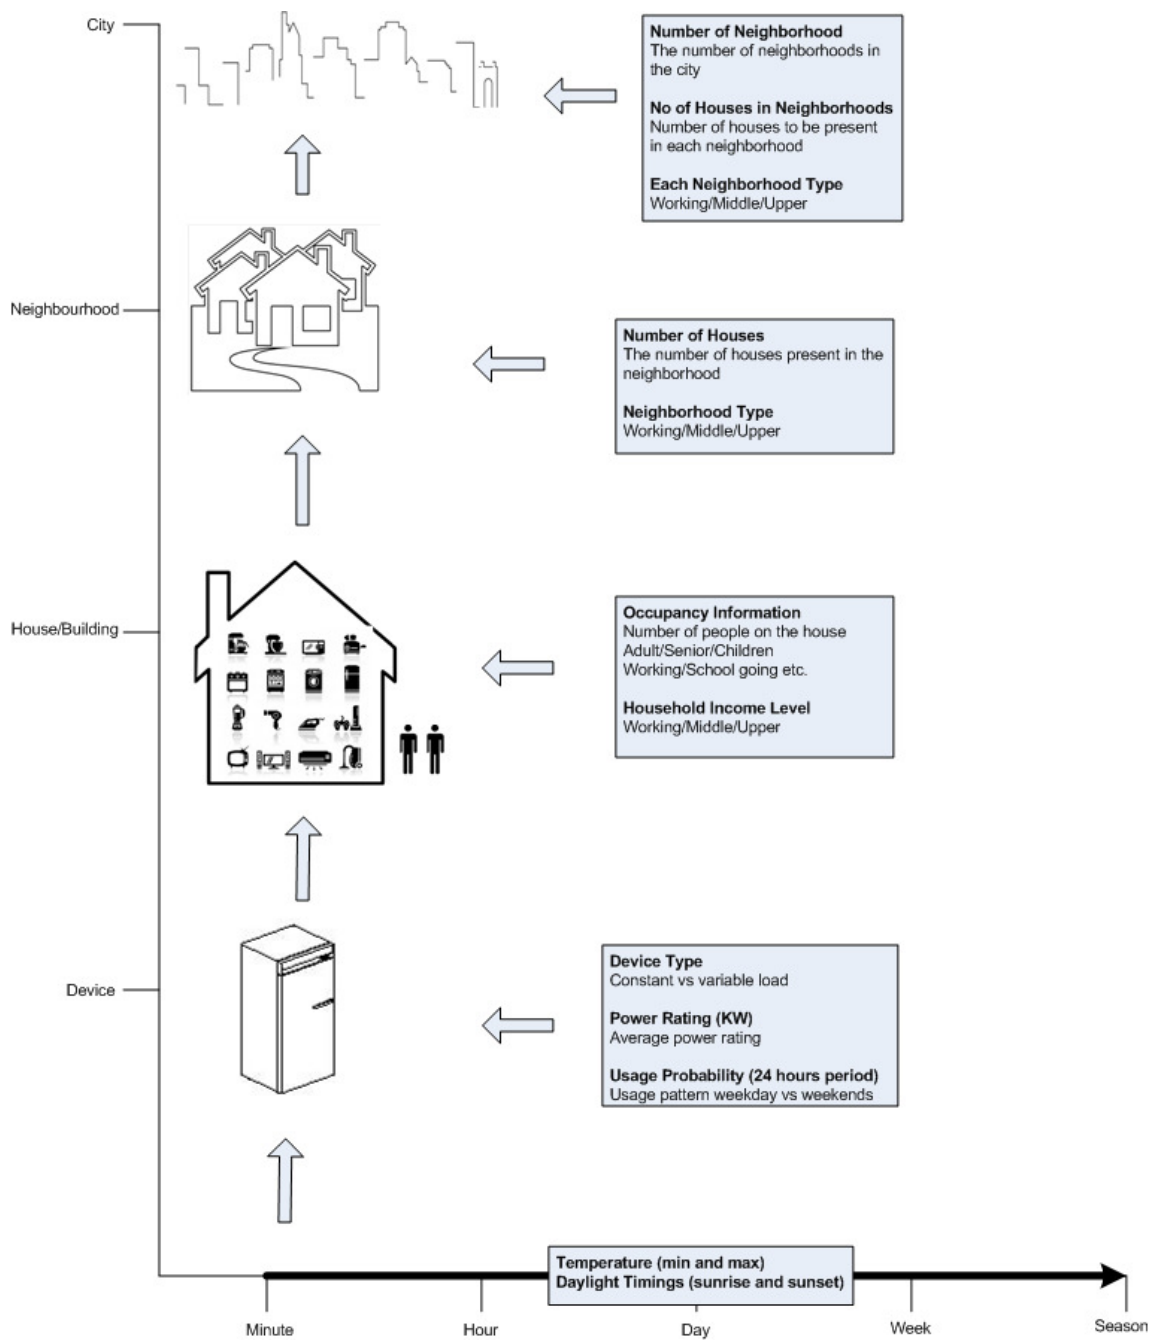 City
Number of Neighborhood
The number of neighborhoods in
the city
No of Houses in Neighborhoods
Number of houses to be present
in each neighborhood
Each Neighborhood Type
Working/Middle/Upper
Neighbourhood
Number of Houses
The number of houses present in the
neighborhood
Neighborhood Type
Working/Middle/Upper
House/Building
Occupancy Information
Number of people on the house
Adult/Senior/Children
Working/School going etc.
Household Income Level
Working/Middle/Upper
Device
Device Type
Constant vs variable load
Power Rating (KW)
Average power rating
Usage Probability (24 hours period)
Usage pattern weekday vs weekends
Temperature (min and max)
Daylight Timings (sunrise and sunset)
Minute
Hour
Day
Week
Season